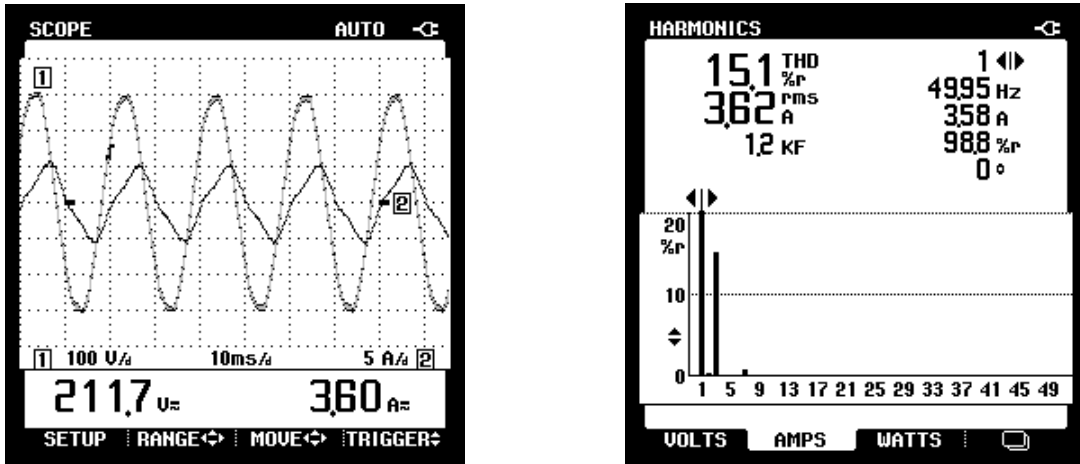 SCOPE AUTO
1
2
1 100 V/d 10ms/d 5 A/d 2
211.7 V≂ 3.60 A≂
SETUP RANGE MOVE TRIGGER
HARMONICS
15.1 THD %r 1
3.62 rms A 49.95 Hz
3.58 A
1.2 KF 98.8 %r
0 °
20
%r
10
0
1 5 9 13 17 21 25 29 33 37 41 45 49
VOLTS AMPS WATTS